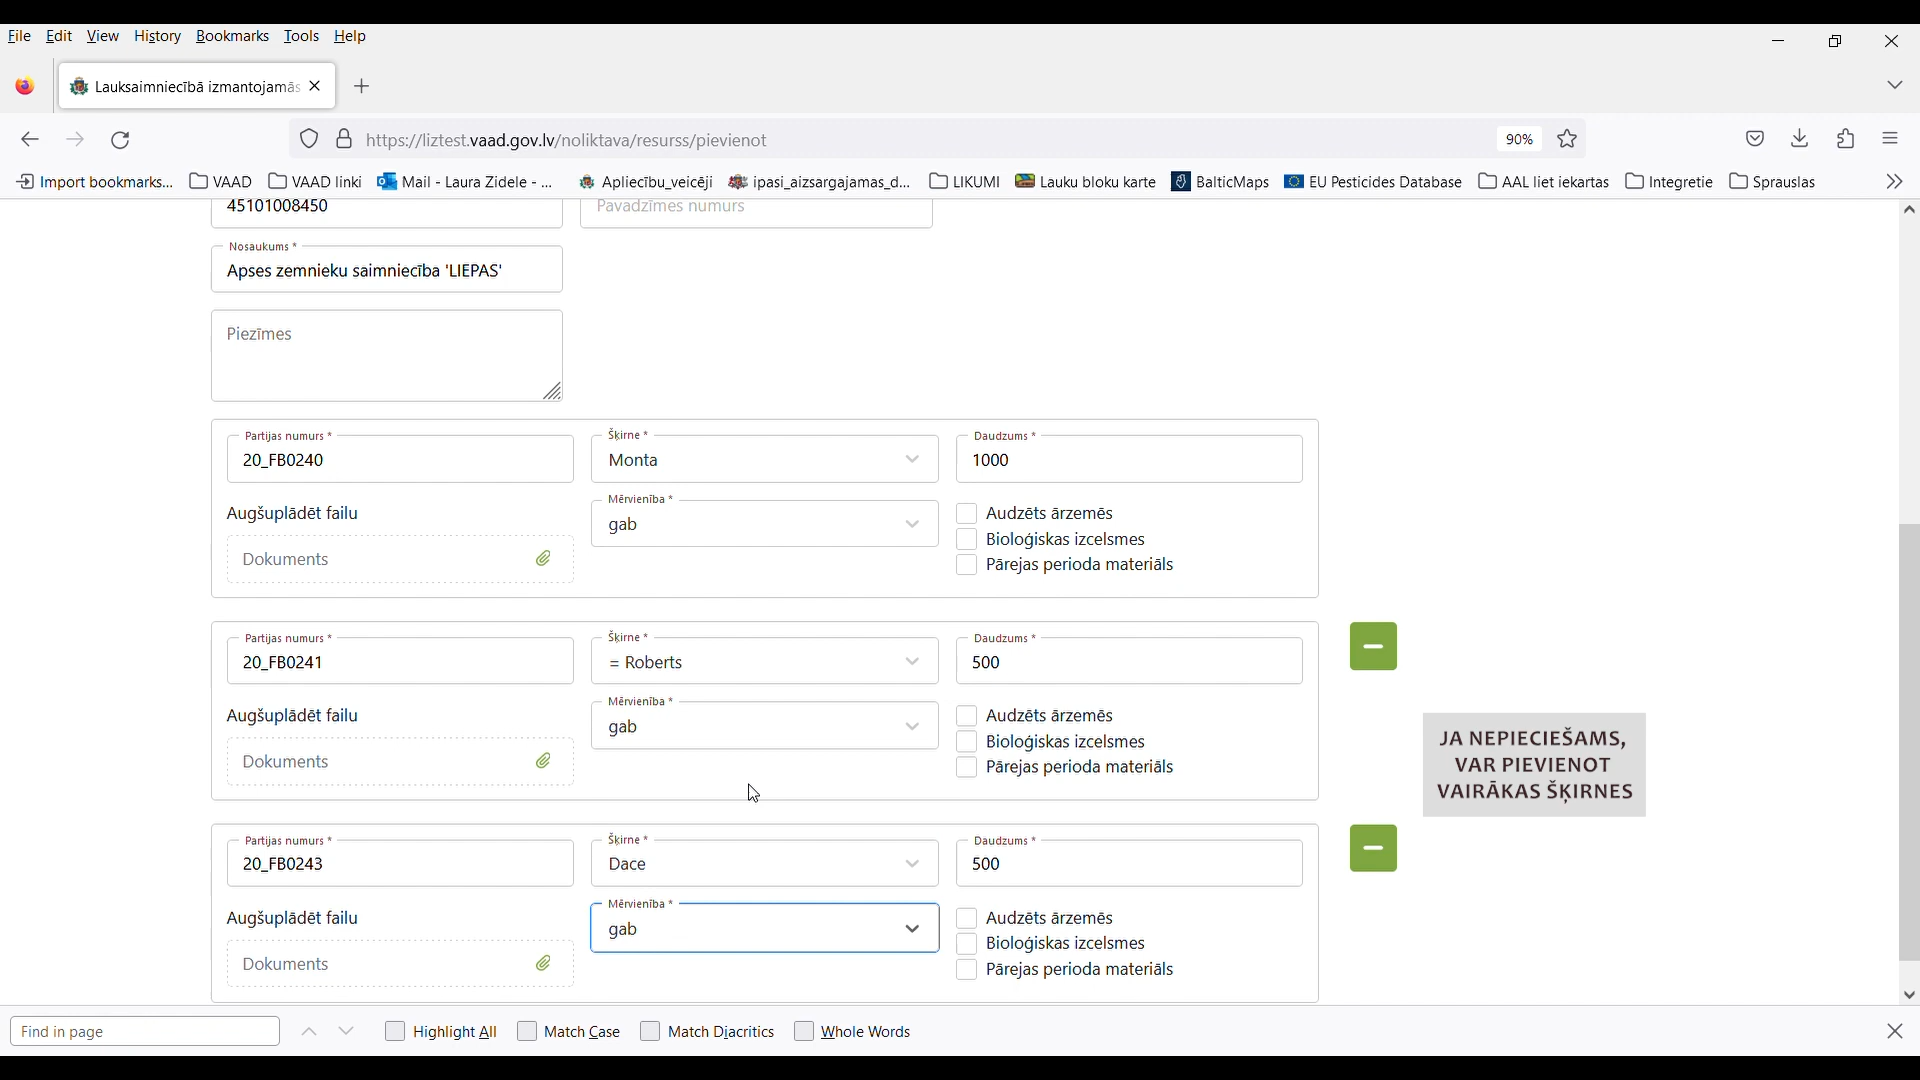 File Edit View History Bookmarks Tools Help
Lauksaimniecībā izmantojamās
https://liztest.vaad.gov.lv/noliktava/resurss/pievienot 90%
Import bookmarks... VAAD VAAD linki Mail - Laura Zidele - ... Apliecību_veicēji ipasi_aizsargajamas_d... LIKUMI Lauku bloku karte BalticMaps EU Pesticides Database AAL liet iekartas Integretie Sprauslas
45101008450 Pavadzīmes numurs
Nosaukums *
Apses zemnieku saimniecība 'LIEPAS'
Piezīmes
Partijas numurs * Šķirne * Daudzums *
20_FB0240 Monta 1000
Mērvienība *
Augšuplādēt failu gab Audzēts ārzemēs
Bioloģiskas izcelsmes
Dokuments Pārejas perioda materiāls
Partijas numurs * Šķirne * Daudzums *
20_FB0241 = Roberts 500
Mērvienība *
Augšuplādēt failu gab Audzēts ārzemēs
Bioloģiskas izcelsmes
Dokuments Pārejas perioda materiāls
JA NEPIECIEŠAMS,
VAR PIEVIENOT
VAIRĀKAS ŠĶIRNES
Partijas numurs * Šķirne * Daudzums *
20_FB0243 Dace 500
Mērvienība *
Augšuplādēt failu gab Audzēts ārzemēs
Bioloģiskas izcelsmes
Dokuments Pārejas perioda materiāls
Find in page Highlight All Match Case Match Diacritics Whole Words